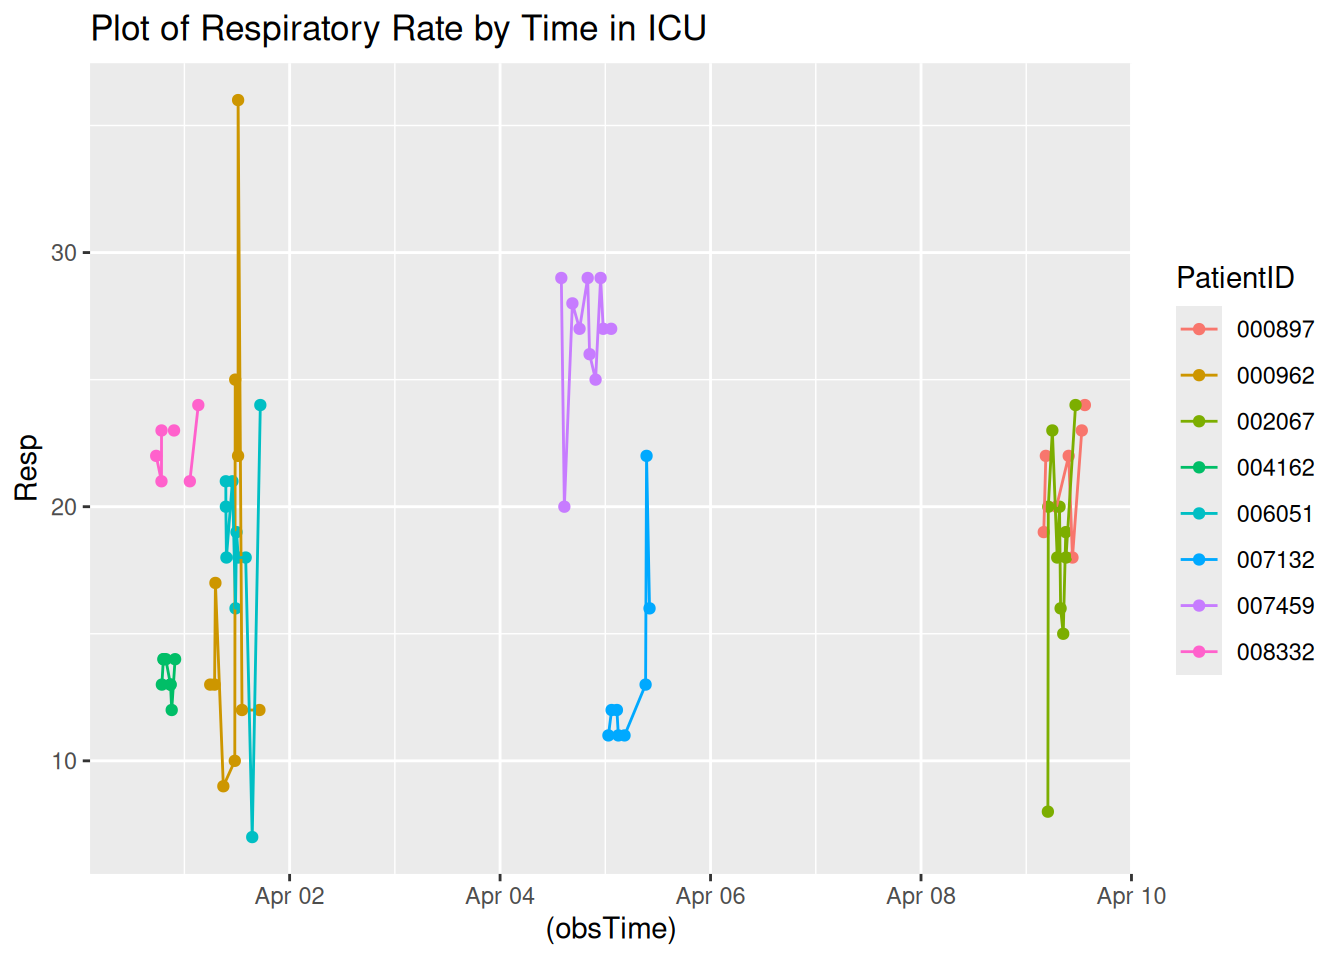 Plot of Respiratory Rate by Time in ICU
Resp
30
20
10
Apr 02
Apr 04
Apr 06
Apr 08
Apr 10
(obsTime)
PatientID
000897
000962
002067
004162
006051
007132
007459
008332